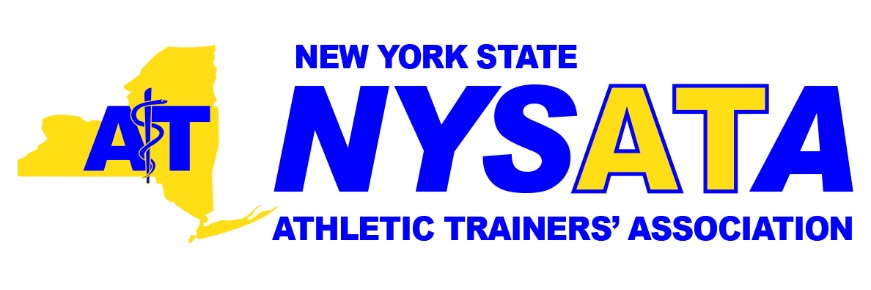 AT
NEW YORK STATE
NYSATA
ATHLETIC TRAINERS’ ASSOCIATION